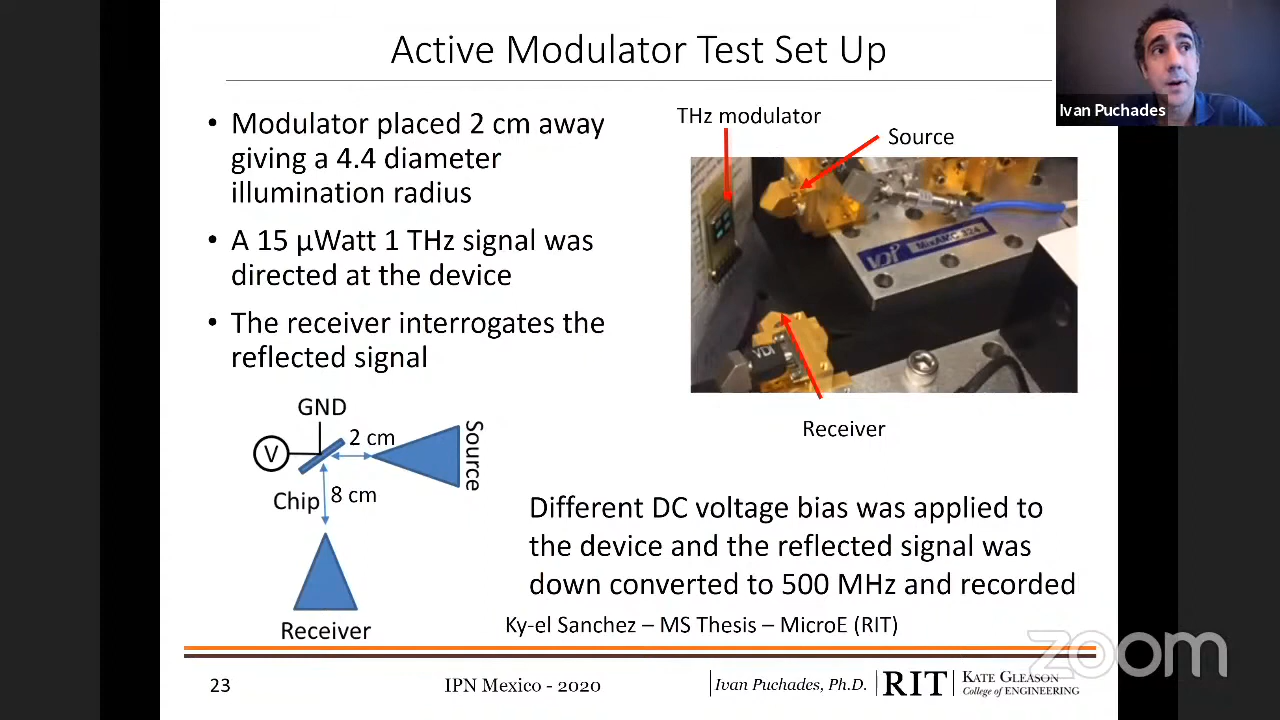 Active Modulator Test Set Up
Ivan Puchades
• Modulator placed 2 cm away
giving a 4.4 diameter
illumination radius
• A 15 µWatt 1 THz signal was
directed at the device
• The receiver interrogates the
reflected signal
THz modulator
Source
VDI
MixAMC 324
VDI
Receiver
GND
V
2 cm
Source
Chip
8 cm
Receiver
Different DC voltage bias was applied to
the device and the reflected signal was
down converted to 500 MHz and recorded
Ky-el Sanchez – MS Thesis – MicroE (RIT)
zoom
23
IPN Mexico - 2020
Ivan Puchades, Ph.D.
RIT
KATE GLEASON
College of ENGINEERING